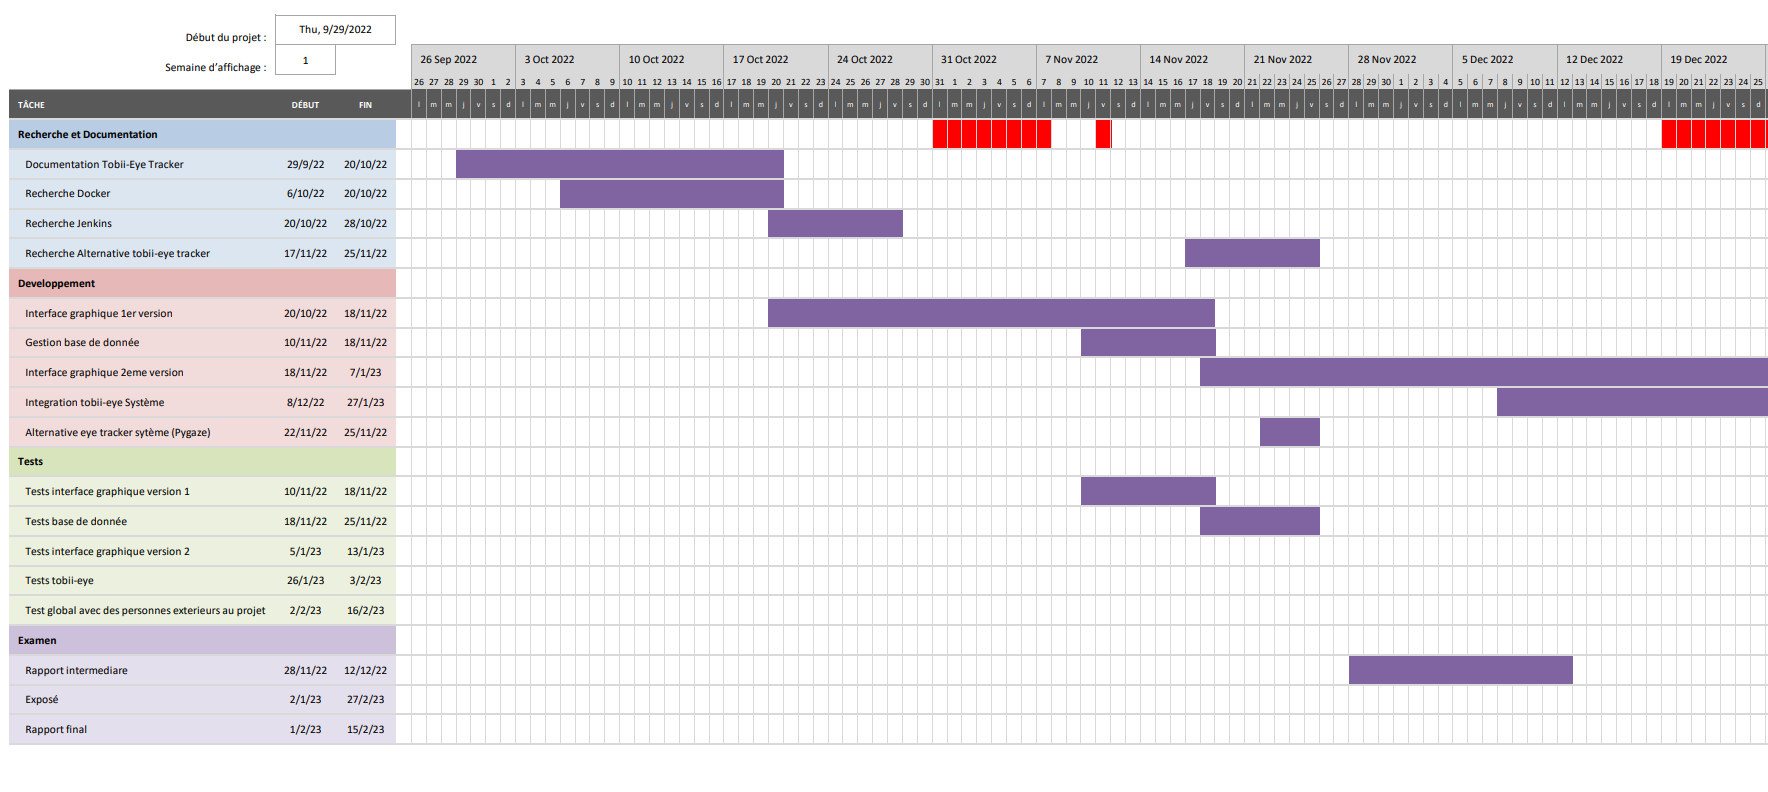 Début du projet : Thu, 9/29/2022
Semaine d'affichage : 1
26 Sep 2022 3 Oct 2022 10 Oct 2022 17 Oct 2022 24 Oct 2022 31 Oct 2022 7 Nov 2022 14 Nov 2022 21 Nov 2022 28 Nov 2022 5 Dec 2022 12 Dec 2022 19 Dec 2022
26 27 28 29 30 1 2 3 4 5 6 7 8 9 10 11 12 13 14 15 16 17 18 19 20 21 22 23 24 25 26 27 28 29 30 31 1 2 3 4 5 6 7 8 9 10 11 12 13 14 15 16 17 18 19 20 21 22 23 24 25 26 27 28 29 30 1 2 3 4 5 6 7 8 9 10 11 12 13 14 15 16 17 18 19 20 21 22 23 24 25
TÂCHE DÉBUT FIN l m m j v s d l m m j v s d l m m j v s d l m m j v s d l m m j v s d l m m j v s d l m m j v s d l m m j v s d l m m j v s d l m m j v s d l m m j v s d l m m j v s d l m m j v s d
Recherche et Documentation
Documentation Tobii-Eye Tracker 29/9/22 20/10/22
Recherche Docker 6/10/22 20/10/22
Recherche Jenkins 20/10/22 28/10/22
Recherche Alternative tobii-eye tracker 17/11/22 25/11/22
Developpement
Interface graphique 1er version 20/10/22 18/11/22
Gestion base de donnée 10/11/22 18/11/22
Interface graphique 2eme version 18/11/22 7/1/23
Integration tobii-eye Système 8/12/22 27/1/23
Alternative eye tracker sytème (Pygaze) 22/11/22 25/11/22
Tests
Tests interface graphique version 1 10/11/22 18/11/22
Tests base de donnée 18/11/22 25/11/22
Tests interface graphique version 2 5/1/23 13/1/23
Tests tobii-eye 26/1/23 3/2/23
Test global avec des personnes exterieurs au projet 2/2/23 16/2/23
Examen
Rapport intermediare 28/11/22 12/12/22
Exposé 2/1/23 27/2/23
Rapport final 1/2/23 15/2/23